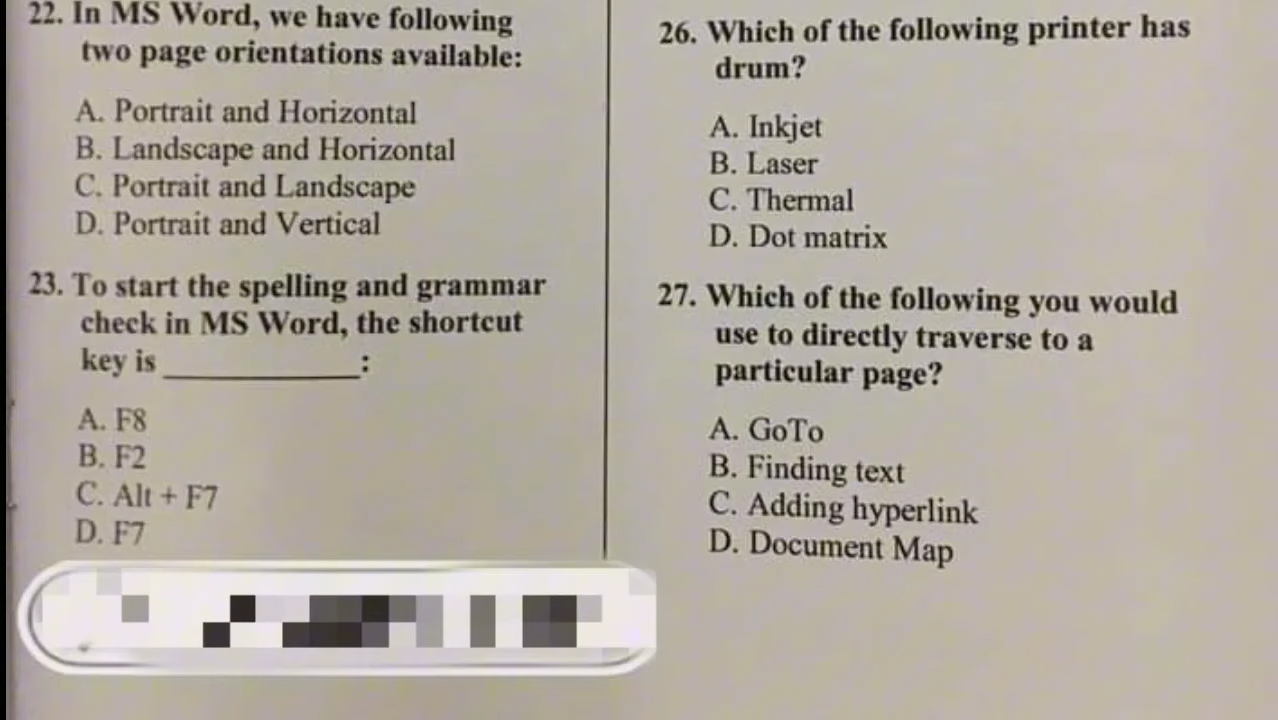 22. In MS Word, we have following
two page orientations available:
A. Portrait and Horizontal
B. Landscape and Horizontal
C. Portrait and Landscape
D. Portrait and Vertical
23. To start the spelling and grammar
check in MS Word, the shortcut
key is ____________:
A. F8
B. F2
C. Alt + F7
D. F7
26. Which of the following printer has
drum?
A. Inkjet
B. Laser
C. Thermal
D. Dot matrix
27. Which of the following you would
use to directly traverse to a
particular page?
A. GoTo
B. Finding text
C. Adding hyperlink
D. Document Map